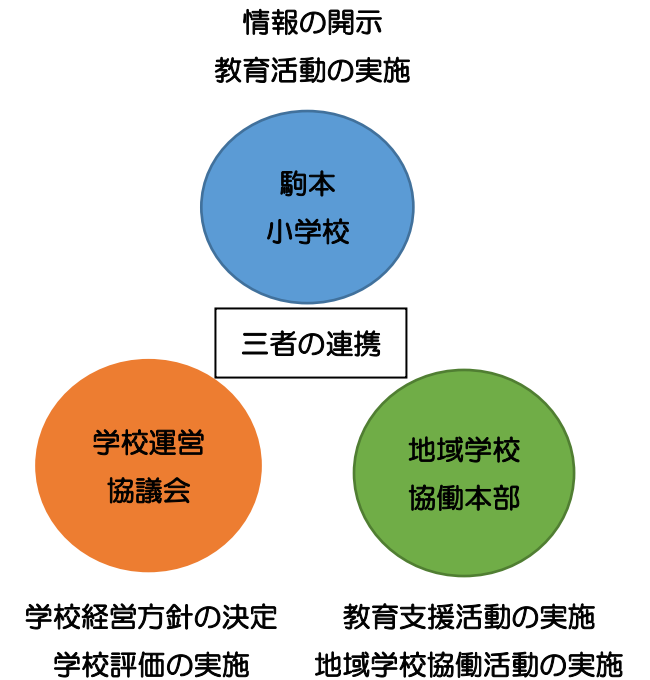 情報の開示
教育活動の実施
駒本
小学校
三者の連携
学校運営
協議会
地域学校
協働本部
学校経営方針の決定
学校評価の実施
教育支援活動の実施
地域学校協働活動の実施